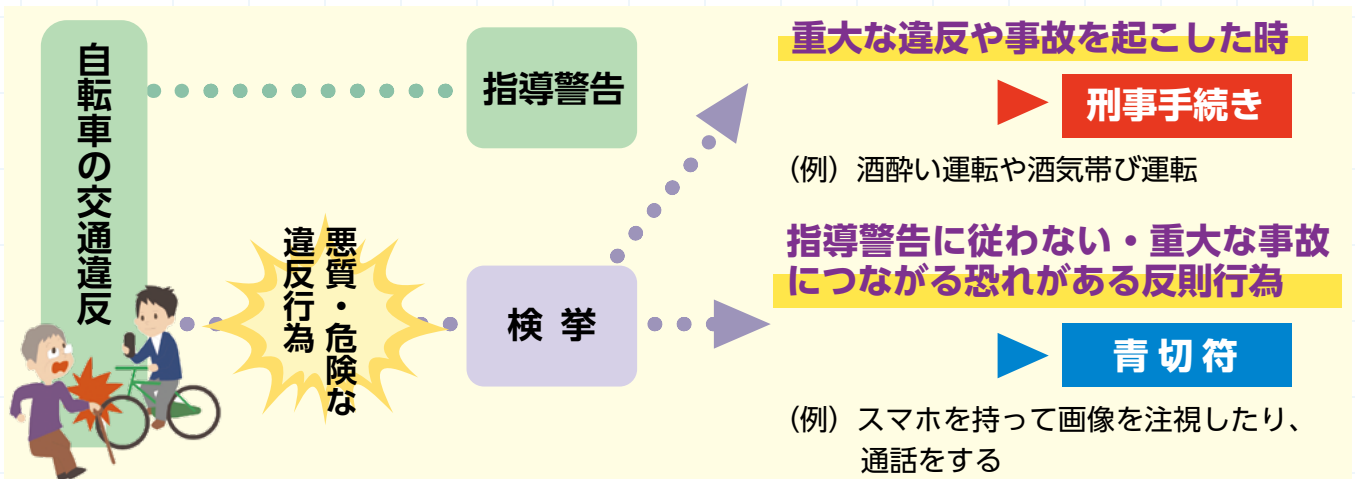 自転車の交通違反
指導警告
悪質・危険な
違反行為
検挙
重大な違反や事故を起こした時
刑事手続き
（例）酒酔い運転や酒気帯び運転
指導警告に従わない・重大な事故
につながる恐れがある反則行為
青切符
（例）スマホを持って画像を注視したり、
通話をする